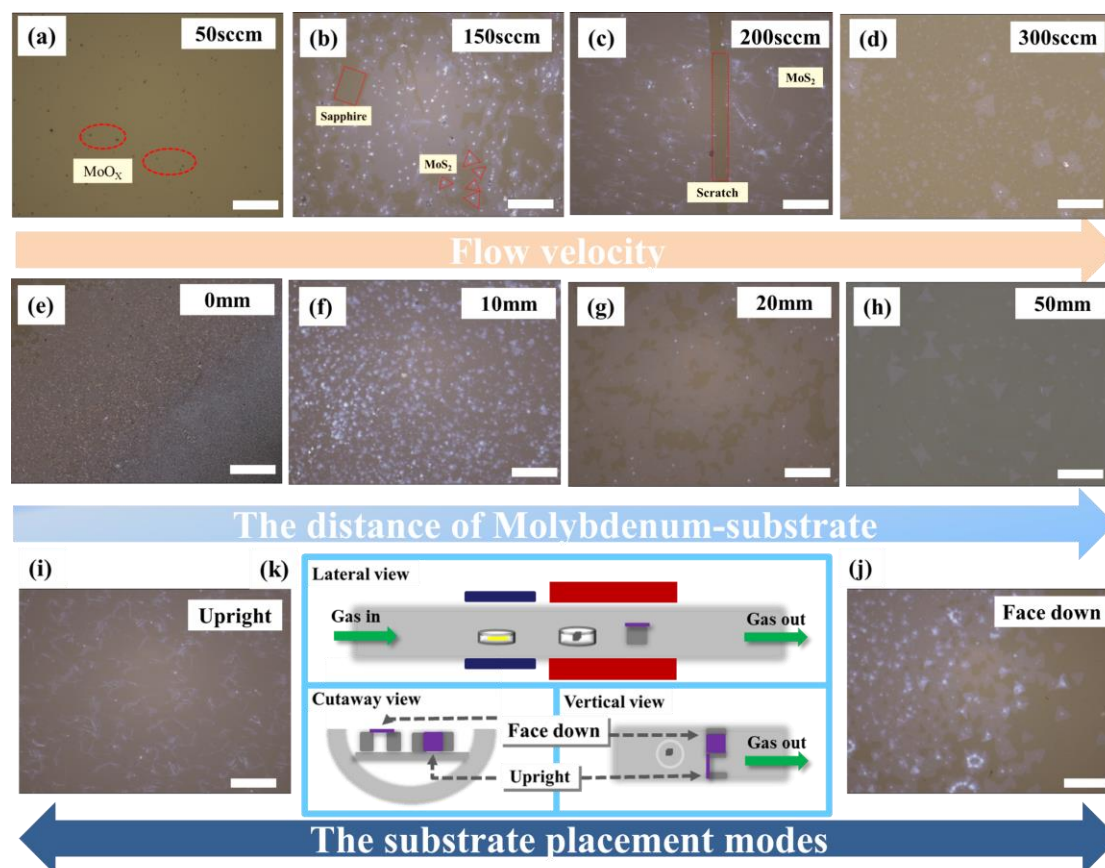 (a) 50sccm
MoOX
(b) 150sccm
Sapphire
MoS2
(c) 200sccm
MoS2
Scratch
(d) 300sccm
Flow velocity
(e) 0mm
(f) 10mm
(g) 20mm
(h) 50mm
The distance of Molybdenum-substrate
(i)
Upright
(k)
Lateral view
Gas in
Gas out
Cutaway view
Vertical view
Face down
Upright
Gas out
(j)
Face down
The substrate placement modes